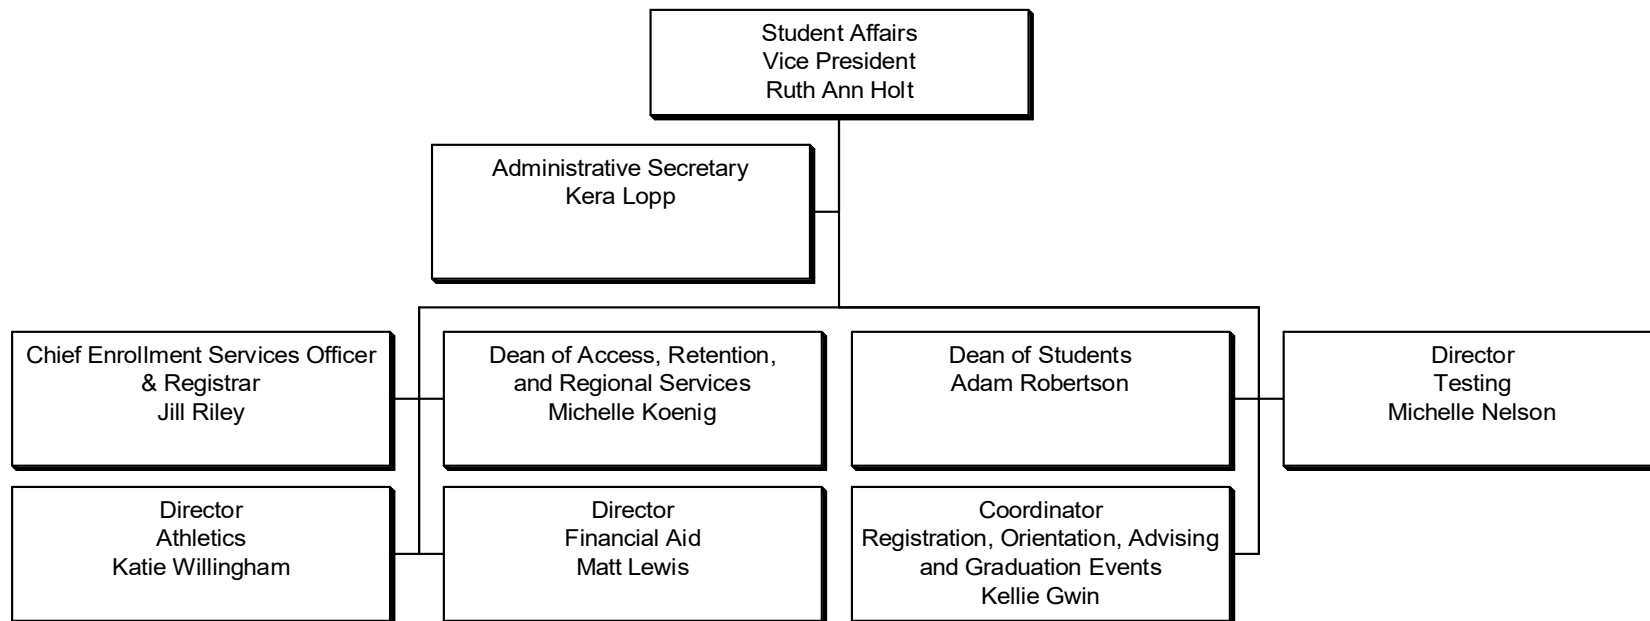 Student Affairs
Vice President
Ruth Ann Holt
Administrative Secretary
Kera Lopp
Chief Enrollment Services Officer
& Registrar
Jill Riley
Dean of Access, Retention,
and Regional Services
Michelle Koenig
Dean of Students
Adam Robertson
Director
Testing
Michelle Nelson
Director
Athletics
Katie Willingham
Director
Financial Aid
Matt Lewis
Coordinator
Registration, Orientation, Advising
and Graduation Events
Kellie Gwin